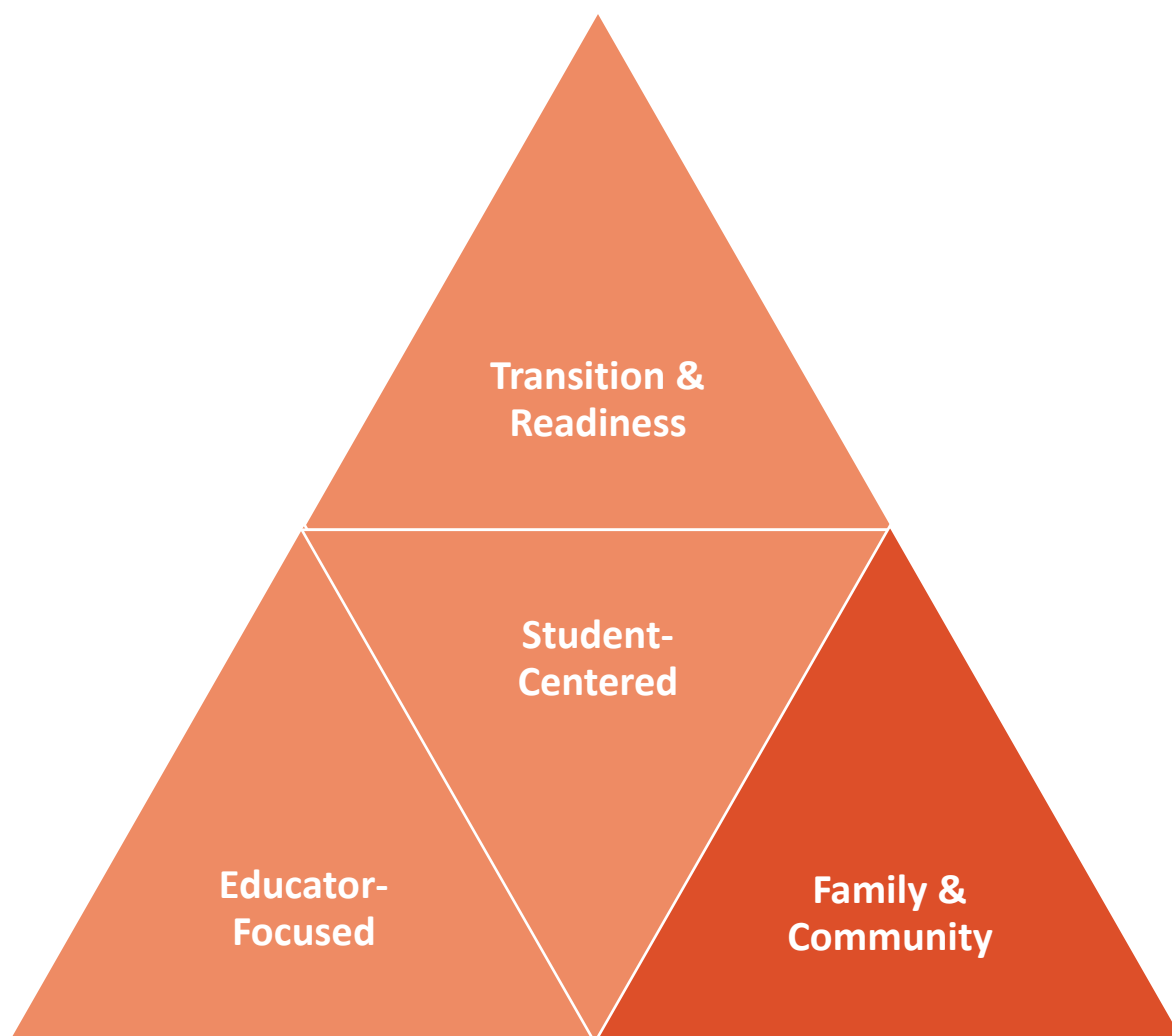 Transition &
Readiness
Student-
Centered
Educator-
Focused
Family &
Community